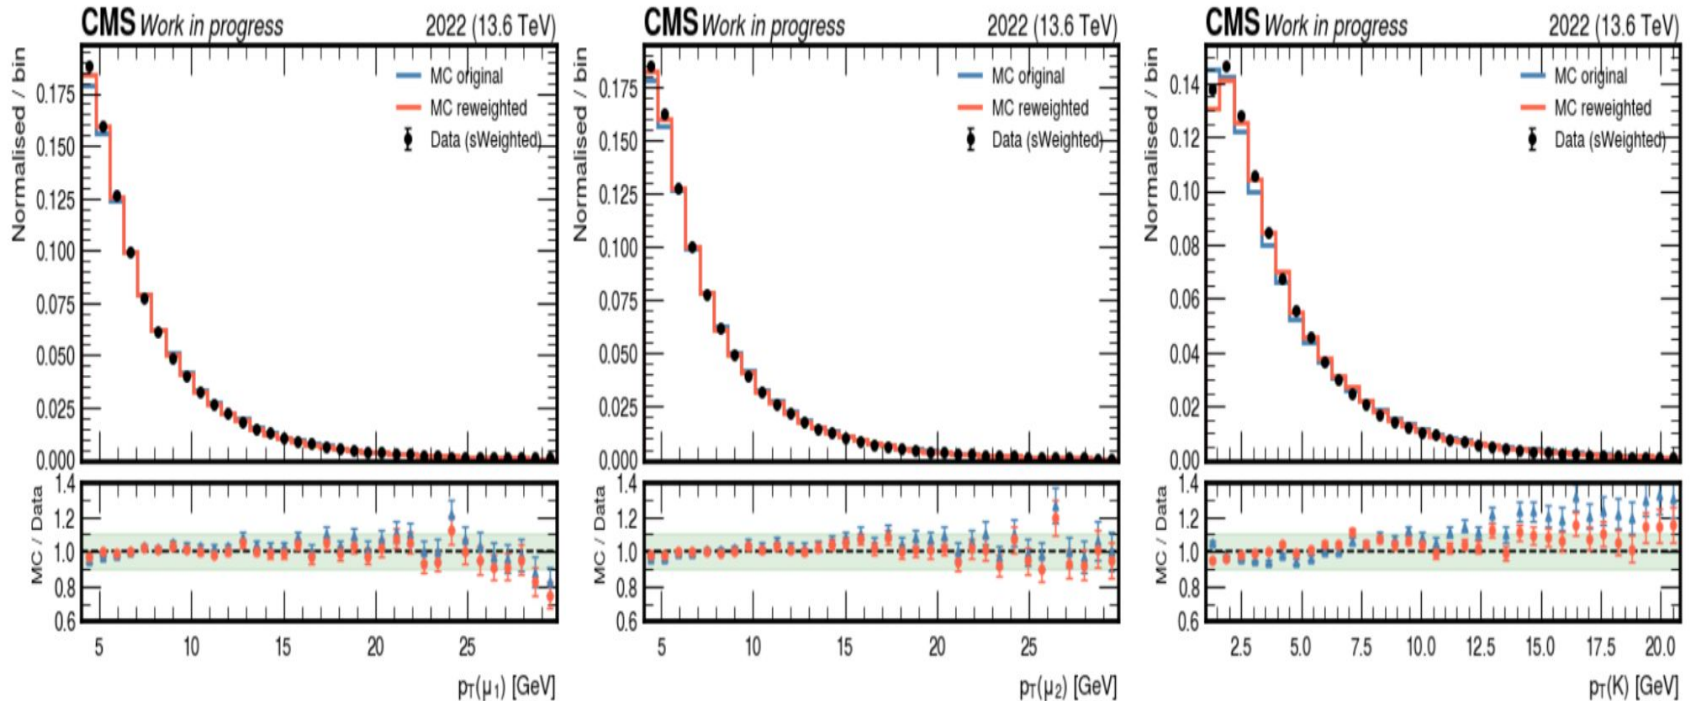 CMS Work in progress 2022 (13.6 TeV)
Normalised / bin
0.175
0.150
0.125
0.100
0.075
0.050
0.025
0.000
MC original
MC reweighted
Data (sWeighted)
MC / Data
1.4
1.2
1.0
0.8
0.6
5 10 15 20 25
pT(μ1) [GeV]
CMS Work in progress 2022 (13.6 TeV)
Normalised / bin
0.175
0.150
0.125
0.100
0.075
0.050
0.025
0.000
MC original
MC reweighted
Data (sWeighted)
MC / Data
1.4
1.2
1.0
0.8
0.6
5 10 15 20 25
pT(μ2) [GeV]
CMS Work in progress 2022 (13.6 TeV)
Normalised / bin
0.14
0.12
0.10
0.08
0.06
0.04
0.02
0.00
MC original
MC reweighted
Data (sWeighted)
MC / Data
1.4
1.2
1.0
0.8
0.6
2.5 5.0 7.5 10.0 12.5 15.0 17.5 20.0
pT(K) [GeV]